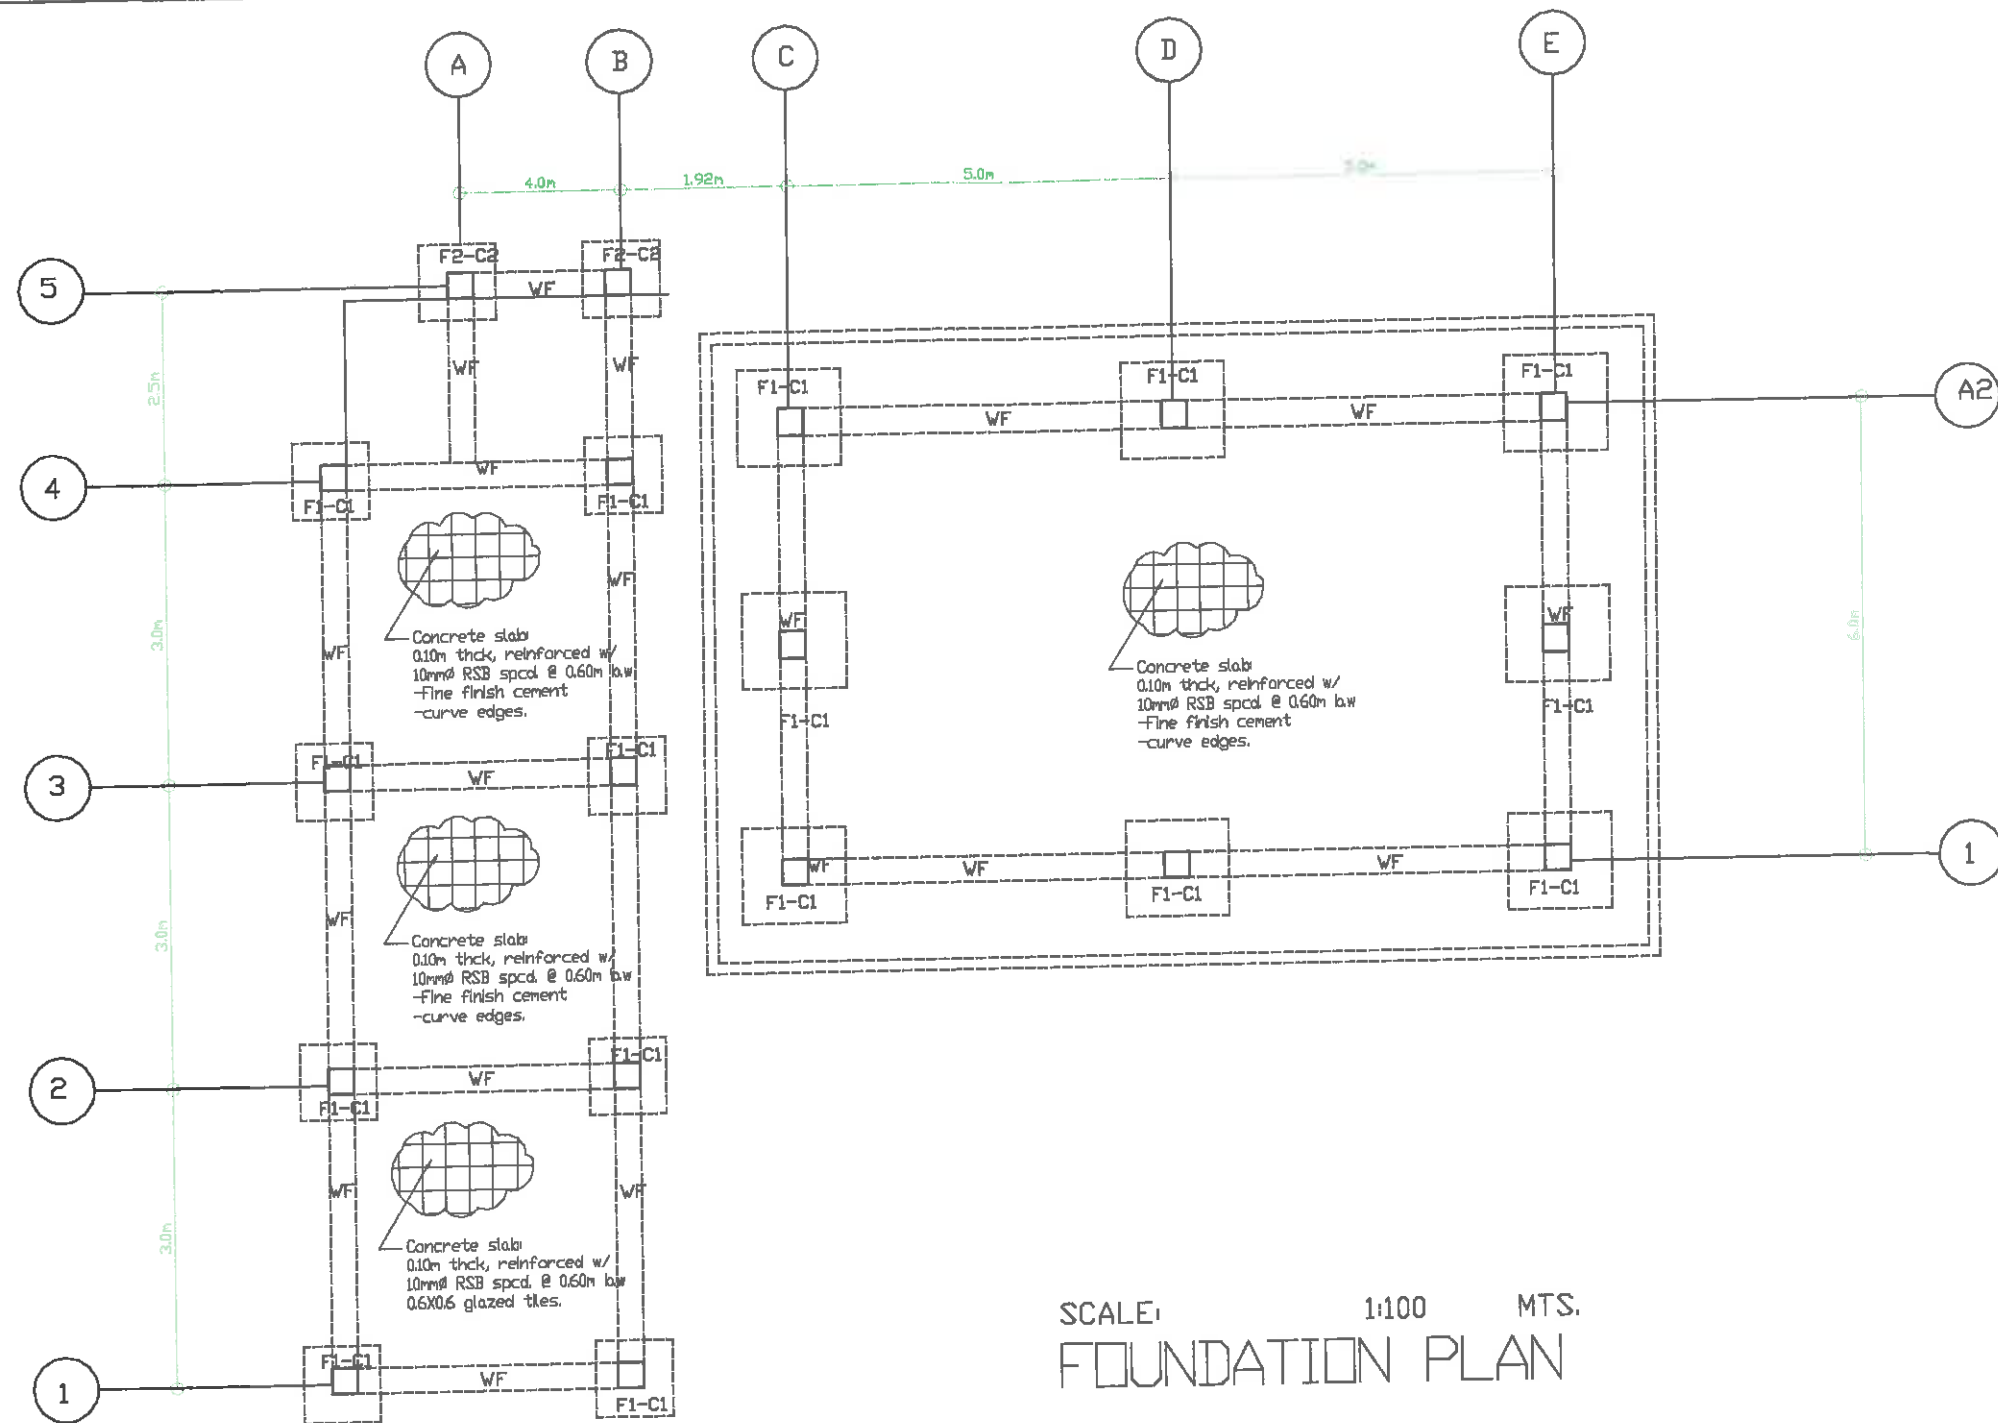 A
B
C
D
E
4.0m
1.92m
5.0m
5.0m
5
F2-C2
F2-C2
WF
WF
WF
2.5m
F1-C1
F1-C1
F1-C1
A2
WF
WF
4
WF
F1-C1
F1-C1
WF
WF
3.0m
Concrete slab:
0.10m thck, reinforced w/
10mmØ RSB spcd. @ 0.60m b.w
-Fine finish cement
-curve edges.
WF
WF
6.0m
Concrete slab:
0.10m thck, reinforced w/
10mmØ RSB spcd. @ 0.60m b.w
-Fine finish cement
-curve edges.
F1-C1
F1-C1
3
F1-C1
F1-C1
WF
WF
WF
WF
F1-C1
F1-C1
F1-C1
1
WF
3.0m
Concrete slab:
0.10m thck, reinforced w/
10mmØ RSB spcd. @ 0.60m b.w
-Fine finish cement
-curve edges.
2
F1-C1
WF
F1-C1
WF
WF
3.0m
Concrete slab:
0.10m thck, reinforced w/
10mmØ RSB spcd. @ 0.60m b.w
0.6X0.6 glazed tiles.
1
F1-C1
WF
F1-C1
SCALE: 1:100 MTS.
FOUNDATION PLAN